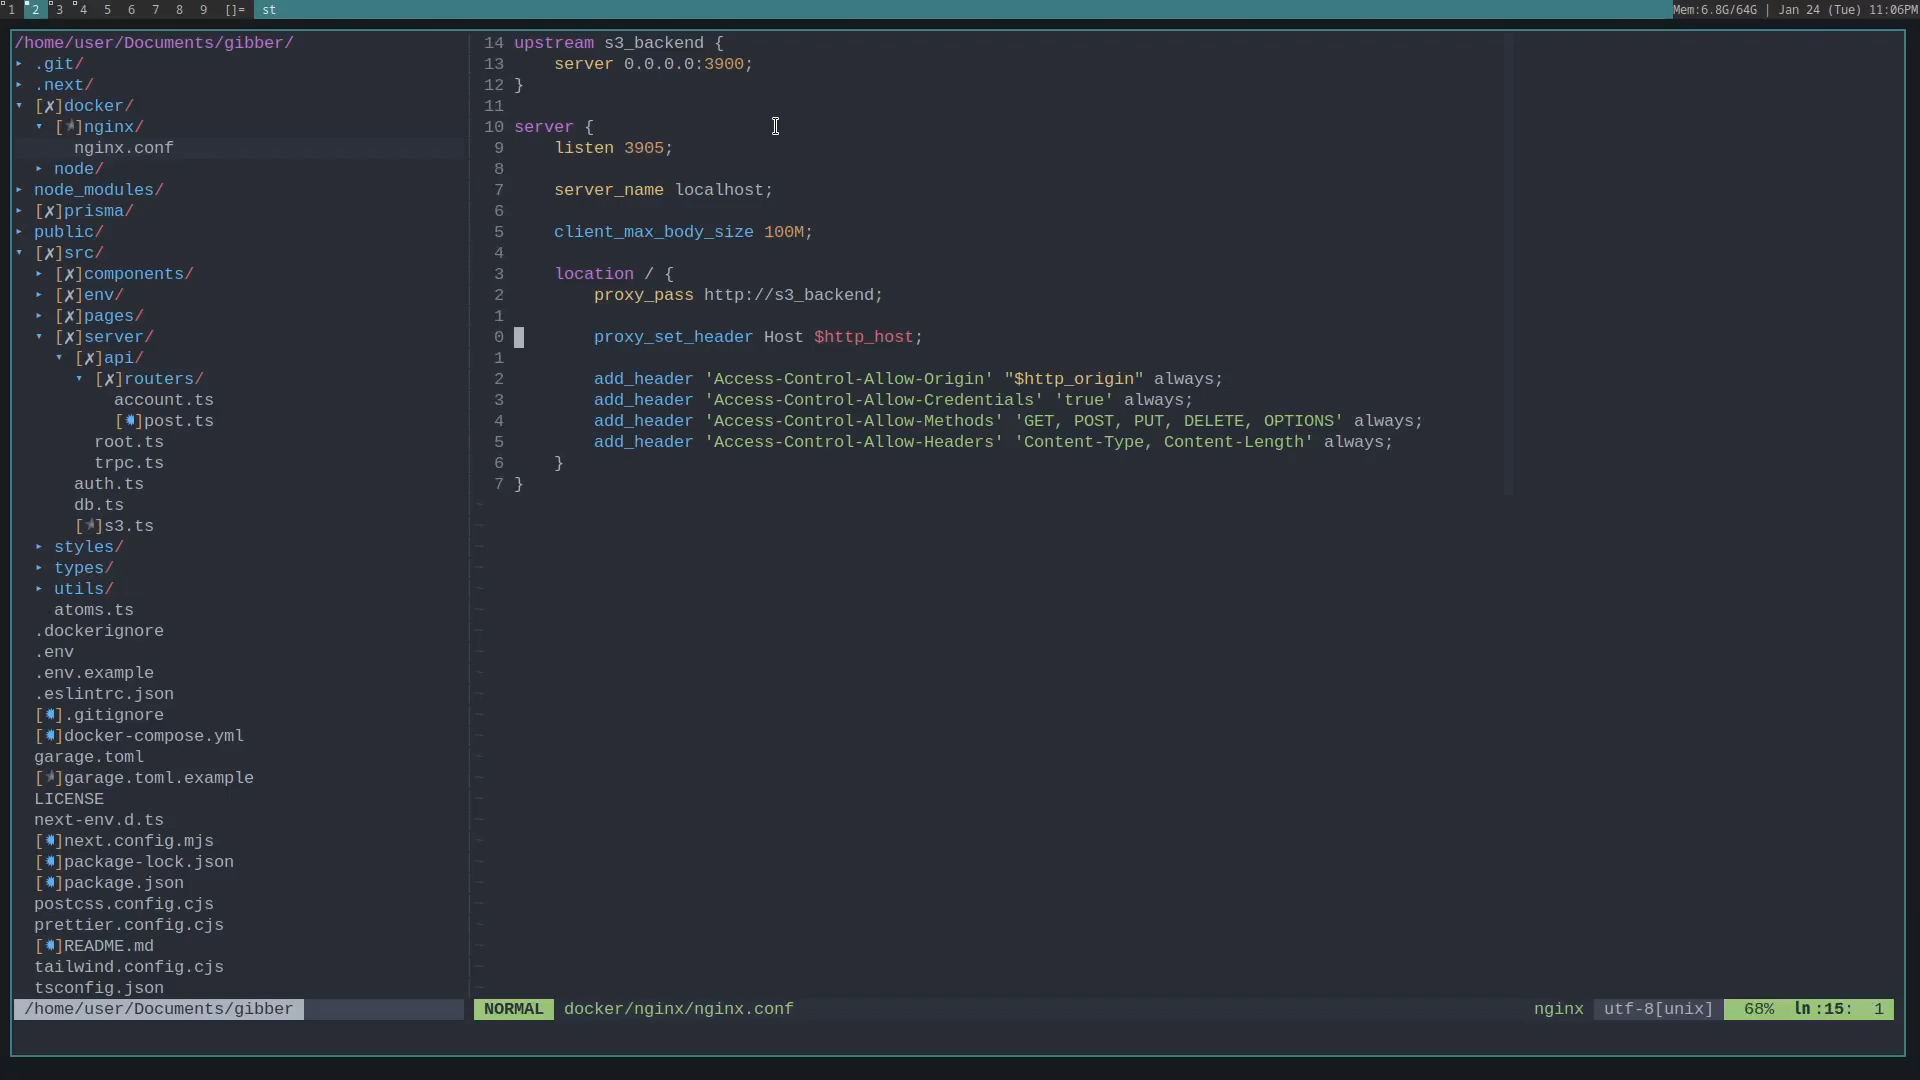 1 2 3 4 5 6 7 8 9 []= st Mem:6.8G/64G | Jan 24 (Tue) 11:06PM
/home/user/Documents/gibber/
▸ .git/
▸ .next/
▾ [✗]docker/
▾ [★]nginx/
nginx.conf
▸ node/
▸ node_modules/
▸ [✗]prisma/
▸ public/
▾ [✗]src/
▸ [✗]components/
▸ [✗]env/
▸ [✗]pages/
▾ [✗]server/
▾ [✗]api/
▾ [✗]routers/
account.ts
[✹]post.ts
root.ts
trpc.ts
auth.ts
db.ts
[★]s3.ts
▸ styles/
▸ types/
▸ utils/
atoms.ts
.dockerignore
.env
.env.example
.eslintrc.json
[✹].gitignore
[✹]docker-compose.yml
garage.toml
[★]garage.toml.example
LICENSE
next-env.d.ts
[✹]next.config.mjs
[✹]package-lock.json
[✹]package.json
postcss.config.cjs
prettier.config.cjs
[✹]README.md
tailwind.config.cjs
tsconfig.json
/home/user/Documents/gibber
14 upstream s3_backend {
13     server 0.0.0.0:3900;
12 }
11
10 server {
9     listen 3905;
8
7     server_name localhost;
6
5     client_max_body_size 100M;
4
3     location / {
2         proxy_pass http://s3_backend;
1
0         proxy_set_header Host $http_host;
1
2         add_header 'Access-Control-Allow-Origin' "$http_origin" always;
3         add_header 'Access-Control-Allow-Credentials' 'true' always;
4         add_header 'Access-Control-Allow-Methods' 'GET, POST, PUT, DELETE, OPTIONS' always;
5         add_header 'Access-Control-Allow-Headers' 'Content-Type, Content-Length' always;
6     }
7 }
NORMAL docker/nginx/nginx.conf nginx utf-8[unix] 68% ln :15: 1